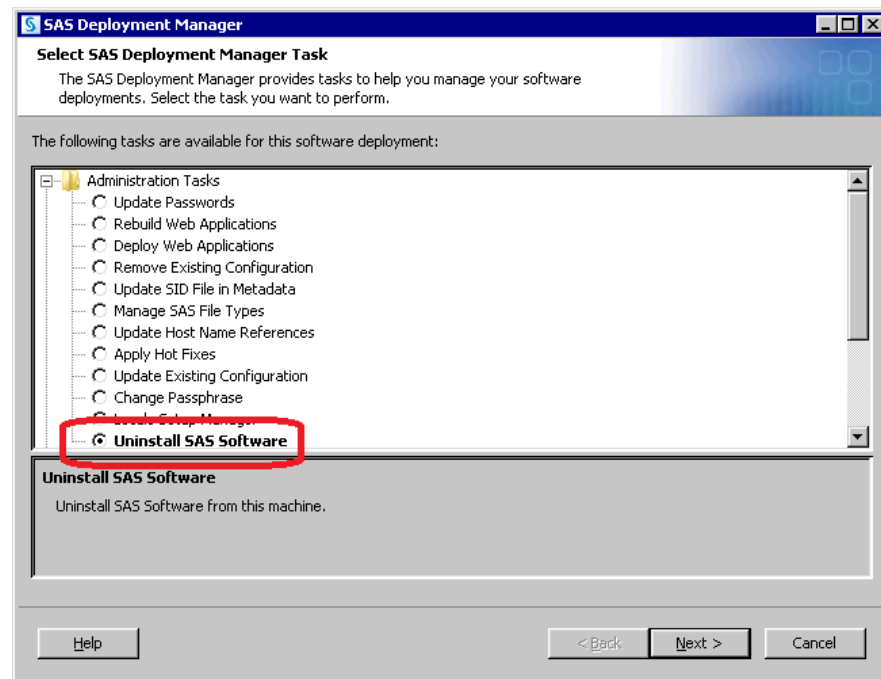 SAS Deployment Manager
Select SAS Deployment Manager Task
The SAS Deployment Manager provides tasks to help you manage your software
deployments. Select the task you want to perform.
The following tasks are available for this software deployment:
Administration Tasks
Update Passwords
Rebuild Web Applications
Deploy Web Applications
Remove Existing Configuration
Update SID File in Metadata
Manage SAS File Types
Update Host Name References
Apply Hot Fixes
Update Existing Configuration
Change Passphrase
Locale Setup Manager
Uninstall SAS Software
Uninstall SAS Software
Uninstall SAS Software from this machine.
Help
< Back
Next >
Cancel